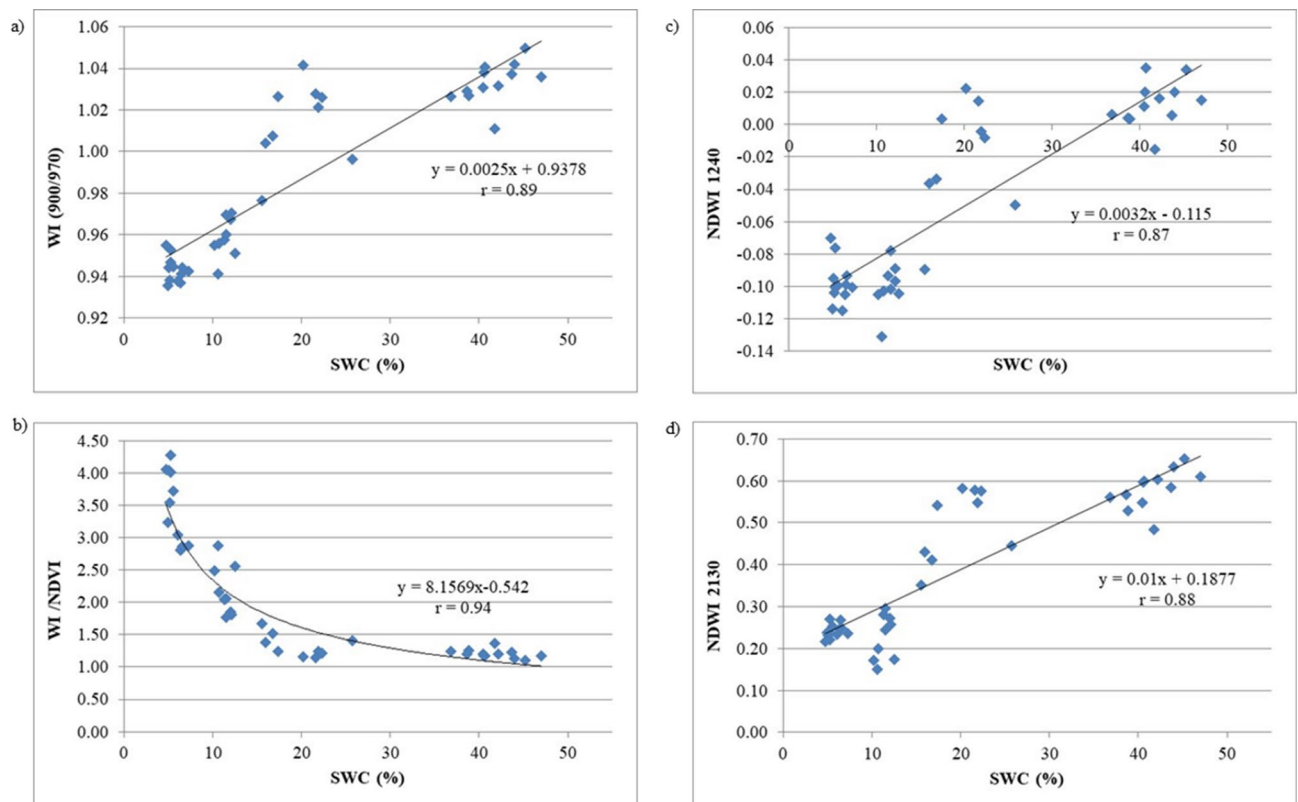 a)
1.06
1.04
1.02
1.00
0.98
0.96
0.94
0.92
WI (900/970)
y = 0.0025x + 0.9378
r = 0.89
0 10 20 30 40 50
SWC (%)
c)
0.06
0.04
0.02
0.00
-0.02
-0.04
-0.06
-0.08
-0.10
-0.12
-0.14
NDWI 1240
0 10 20 30 40 50
y = 0.0032x - 0.115
r = 0.87
SWC (%)
b)
4.50
4.00
3.50
3.00
2.50
2.00
1.50
1.00
0.50
0.00
WI /NDVI
y = 8.1569x-0.542
r = 0.94
0 10 20 30 40 50
SWC (%)
d)
0.70
0.60
0.50
0.40
0.30
0.20
0.10
0.00
NDWI 2130
y = 0.01x + 0.1877
r = 0.88
0 10 20 30 40 50
SWC (%)